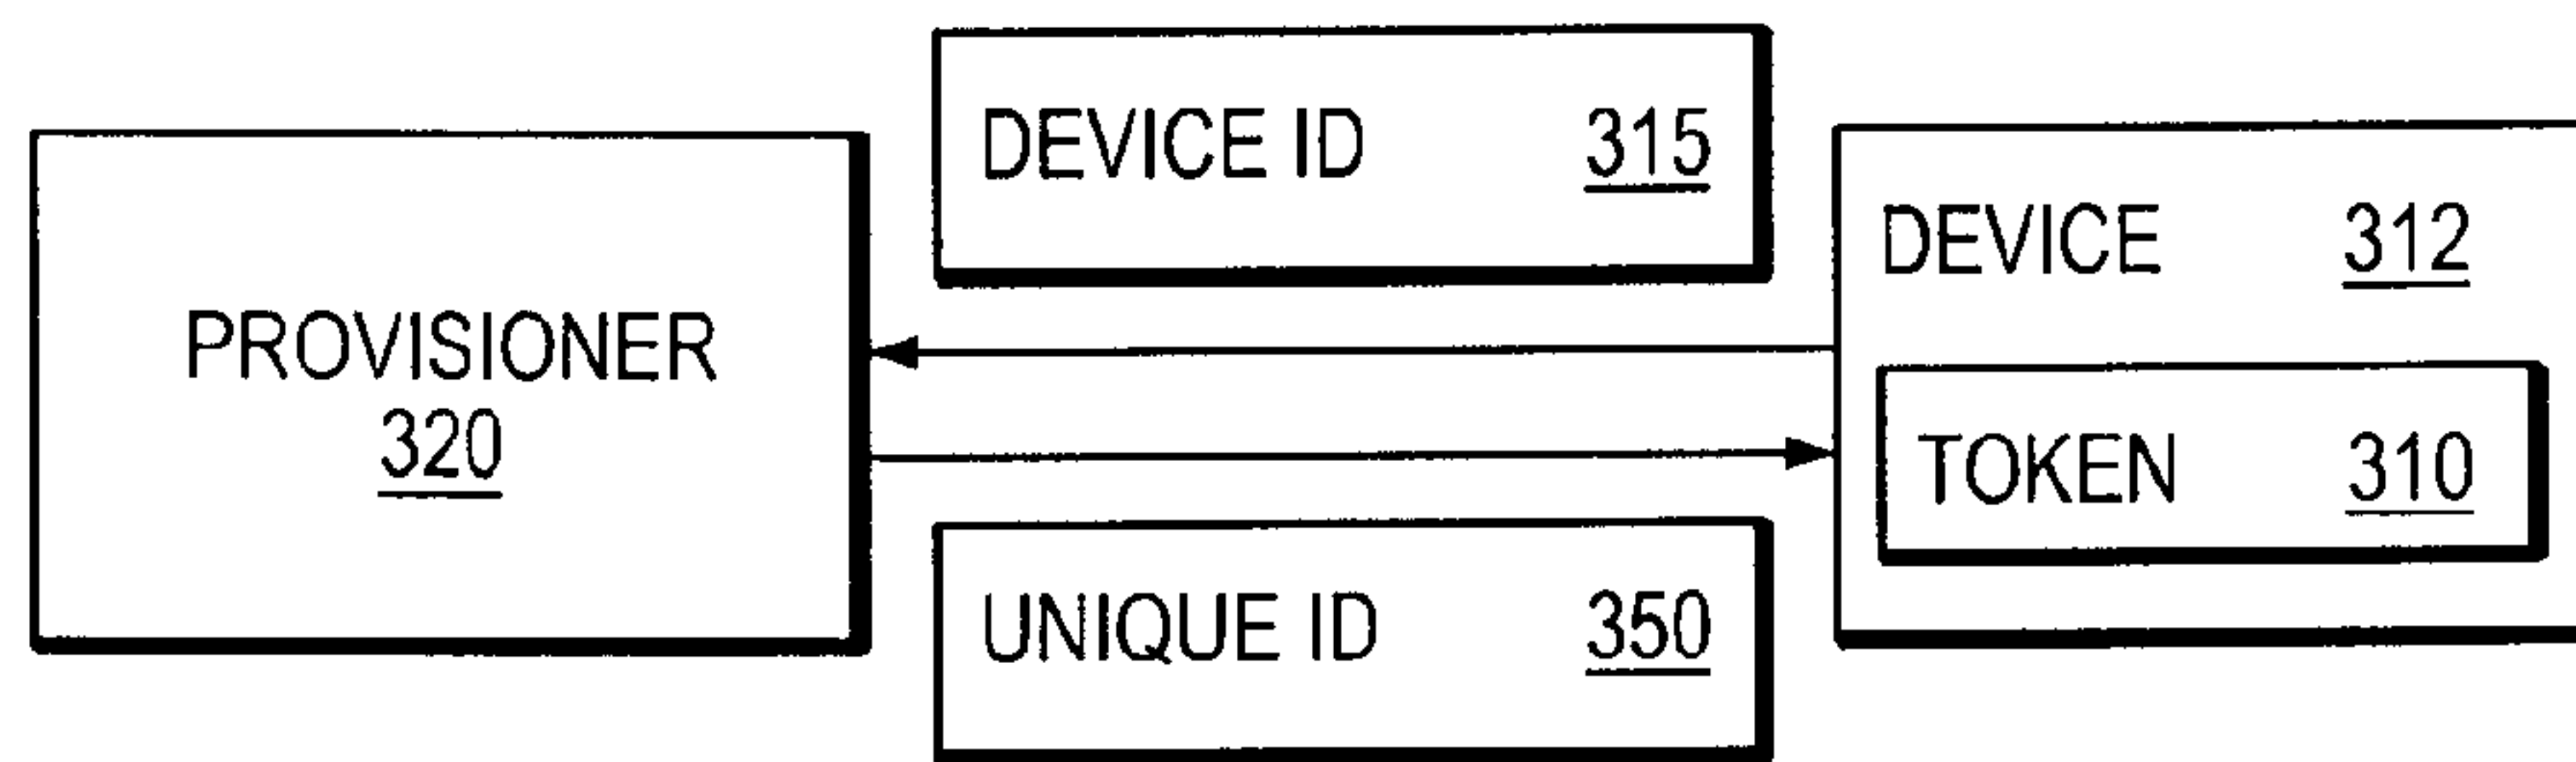 PROVISIONER
320
DEVICE ID 315
UNIQUE ID 350
DEVICE 312
TOKEN 310